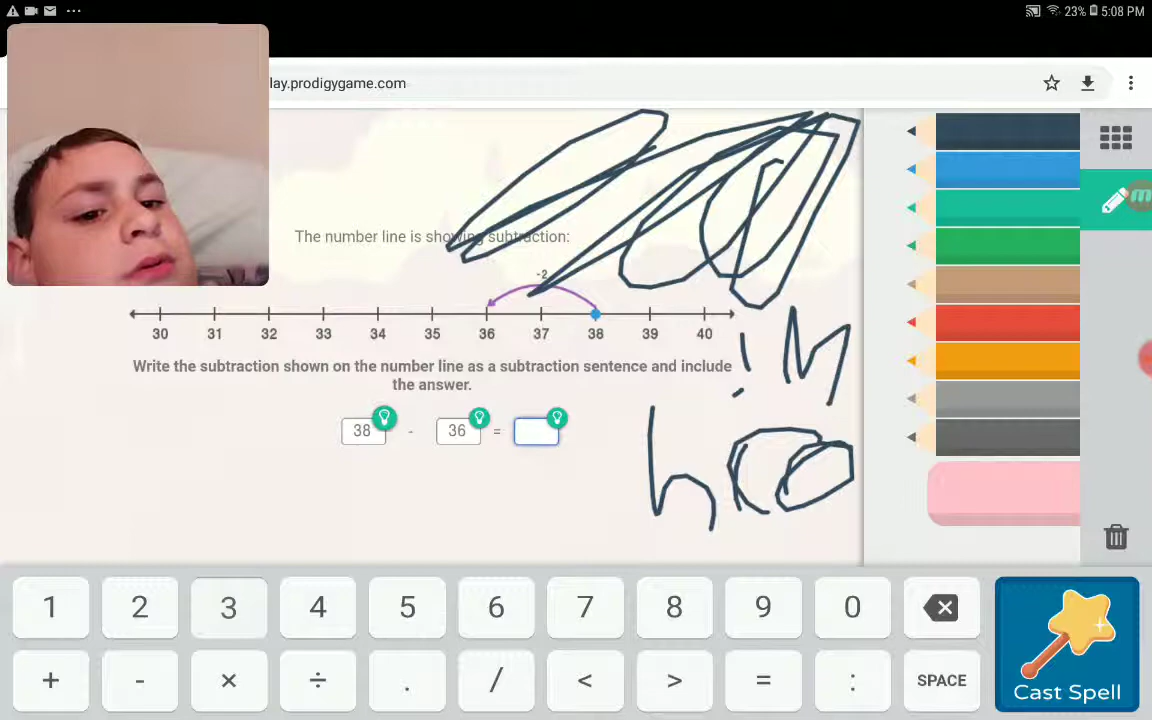 23% 5:08 PM
lay.prodigygame.com
The number line is showing subtraction:
-2
30 31 32 33 34 35 36 37 38 39 40
Write the subtraction shown on the number line as a subtraction sentence and include
the answer.
38 - 36 =
1 2 3 4 5 6 7 8 9 0
+ - × ÷ . / < > = : SPACE
Cast Spell